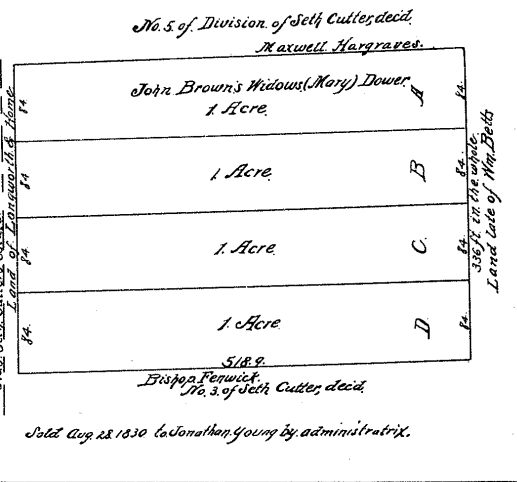 No. 5. of Division of Seth Cutter, dec'd.
Maxwell Hargraves.
John Brown's Widows, (Mary) Dower.
1. Acre.
A
84.
84.
1. Acre.
B
84.
84.
1. Acre.
C
84.
84.
1. Acre.
D
84.
84.
Land of Longworth & Horne
336 ft. in the whole.
Land late of Wm. Betts
518.9.
Bishop Fenwick.
No. 3. of Seth Cutter, dec'd.
Sold Aug. 28. 1830 to Jonathan Young by administratrix.